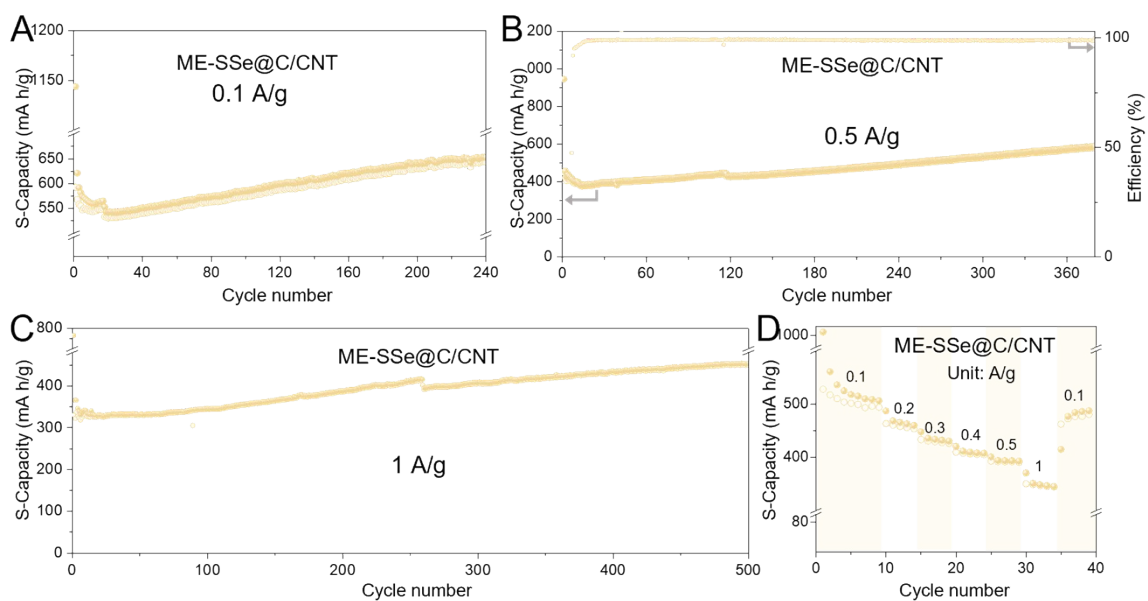 A
1200
1150
650
600
550
S-Capacity (mA h/g)
ME-SSe@C/CNT
0.1 A/g
0 40 80 120 160 200 240
Cycle number
B
200
000
800
600
400
200
0
S-Capacity (mA h/g)
ME-SSe@C/CNT
0.5 A/g
100
50
0
Efficiency (%)
0 60 120 180 240 300 360
Cycle number
C
800
400
300
200
100
0
S-Capacity (mA h/g)
ME-SSe@C/CNT
1 A/g
0 100 200 300 400 500
Cycle number
D
1000
500
400
80
S-Capacity (mA h/g)
ME-SSe@C/CNT
Unit: A/g
0.1
0.2
0.3
0.4
0.5
1
0.1
0 10 20 30 40
Cycle number